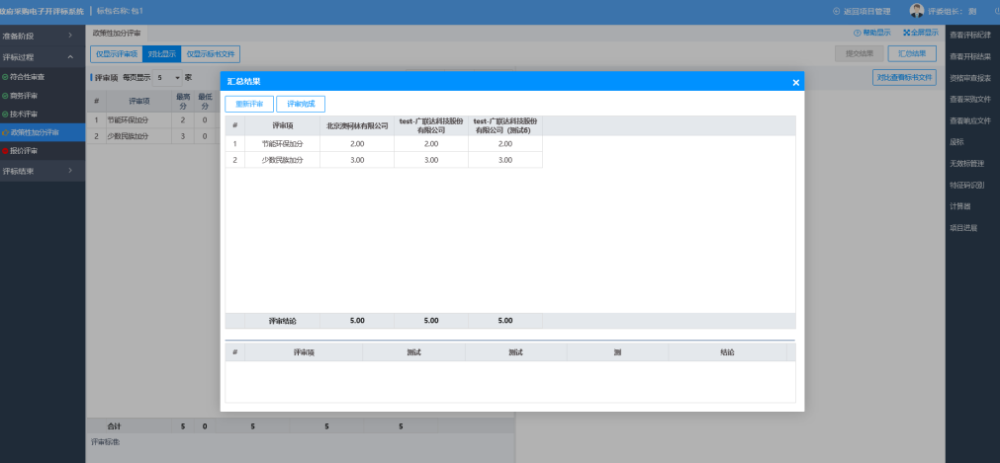 政府采购电子开评标系统 | 标包名称: 包1
返回项目管理
评委组长: 测
准备阶段
评标过程
符合性审查
商务评审
技术评审
政策性加分评审
报价评审
评标结束
政策性加分评审
帮助显示
全屏显示
仅显示评审项
对比显示
仅显示标书文件
提交结果
汇总结果
评审项 每页显示 5 家
对比查看标书文件
# 评审项 最高分 最低分
1 节能环保加分 2 0
2 少数民族加分 3 0
汇总结果
重新评审
评审完成
# 评审项 北京澳柯林有限公司 test-广联达科技股份有限公司 test-广联达科技股份有限公司 (测试6)
1 节能环保加分 2.00 2.00 2.00
2 少数民族加分 3.00 3.00 3.00
评审结论 5.00 5.00 5.00
# 评审项 测试 测试 测 结论
合计 5 0 5 5 5
评审标准:
查看评标纪律
查看开标结果
资格审查报表
查看采购文件
查看响应文件
废标
无效标管理
特征码识别
计算器
项目进展